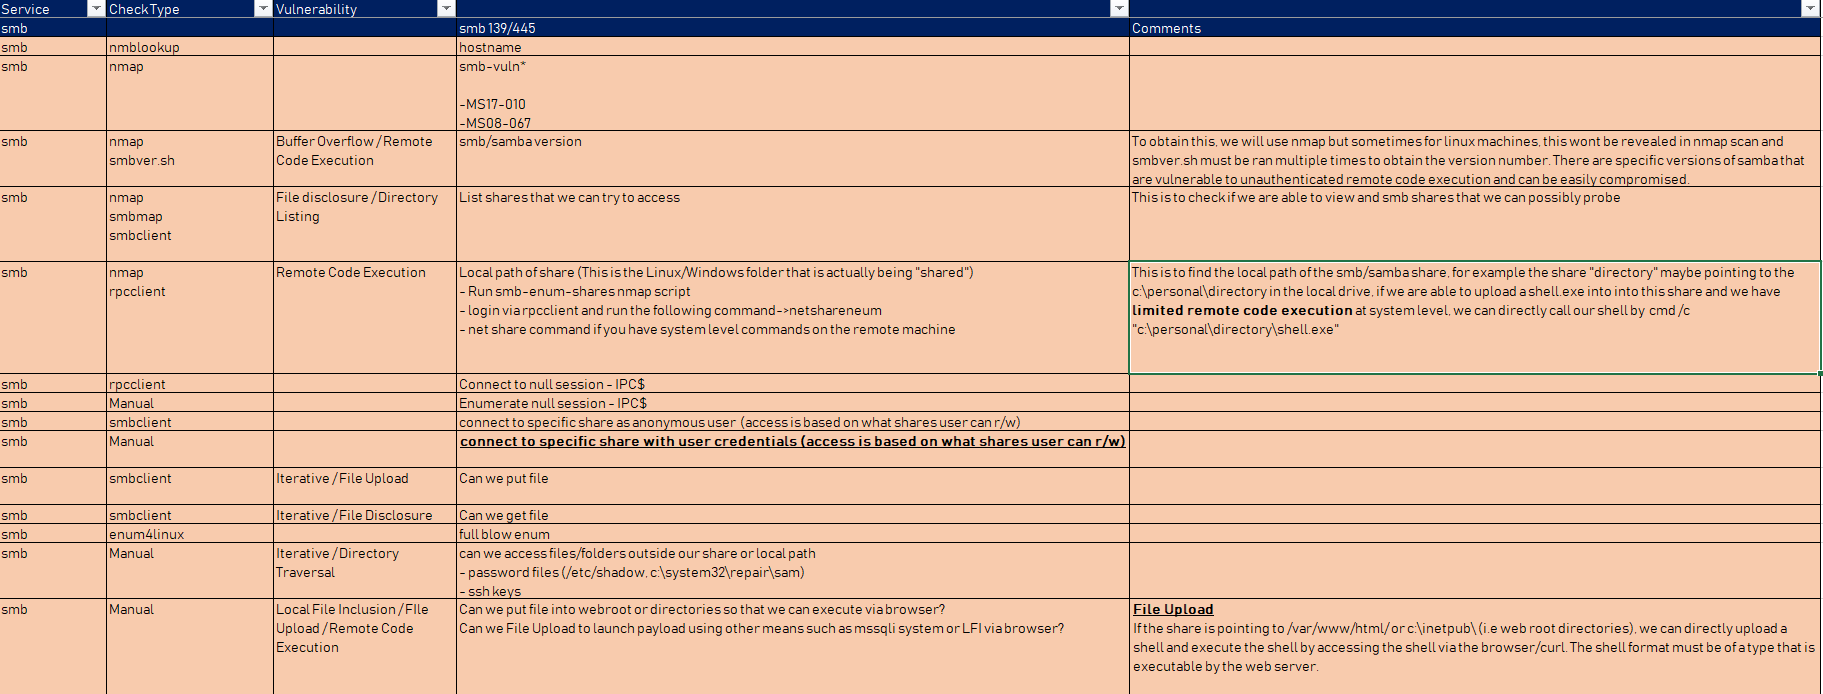 Service CheckType Vulnerability
smb smb 139/445 Comments
smb nmblookup hostname
smb nmap smb-vuln*
-MS17-010
-MS08-067
smb nmap Buffer Overflow / Remote smb/samba version To obtain this, we will use nmap but sometimes for linux machines, this wont be revealed in nmap scan and
smbver.sh Code Execution smbver.sh must be ran multiple times to obtain the version number. There are specific versions of samba that
are vulnerable to unauthenticated remote code execution and can be easily compromised.
smb nmap File disclosure / Directory List shares that we can try to access This is to check if we are able to view and smb shares that we can possibly probe
smbmap Listing
smbclient
smb nmap Remote Code Execution Local path of share (This is the Linux/Windows folder that is actually being "shared") This is to find the local path of the smb/samba share, for example the share "directory" maybe pointing to the
rpcclient - Run smb-enum-shares nmap script c:\personal\directory in the local drive, if we are able to upload a shell.exe into into this share and we have
- login via rpcclient and run the following command->netshareneum limited remote code execution at system level, we can directly call our shell by cmd /c
- net share command if you have system level commands on the remote machine "c:\personal\directory\shell.exe"
smb rpcclient Connect to null session - IPC$
smb Manual Enumerate null session - IPC$
smb smbclient connect to specific share as anonymous user (access is based on what shares user can r/w)
smb Manual connect to specific share with user credentials (access is based on what shares user can r/w)
smb smbclient Iterative / File Upload Can we put file
smb smbclient Iterative / File Disclosure Can we get file
smb enum4linux full blow enum
smb Manual Iterative / Directory can we access files/folders outside our share or local path
Traversal - password files (/etc/shadow, c:\system32\repair\sam)
- ssh keys
smb Manual Local File Inclusion / FIle Can we put file into webroot or directories so that we can execute via browser? File Upload
Upload / Remote Code Can we File Upload to launch payload using other means such as mssqli system or LFI via browser? If the share is pointing to /var/www/html/ or c:\inetpub\ (i.e web root directories), we can directly upload a
Execution shell and execute the shell by accessing the shell via the browser/curl. The shell format must be of a type that is
executable by the web server.